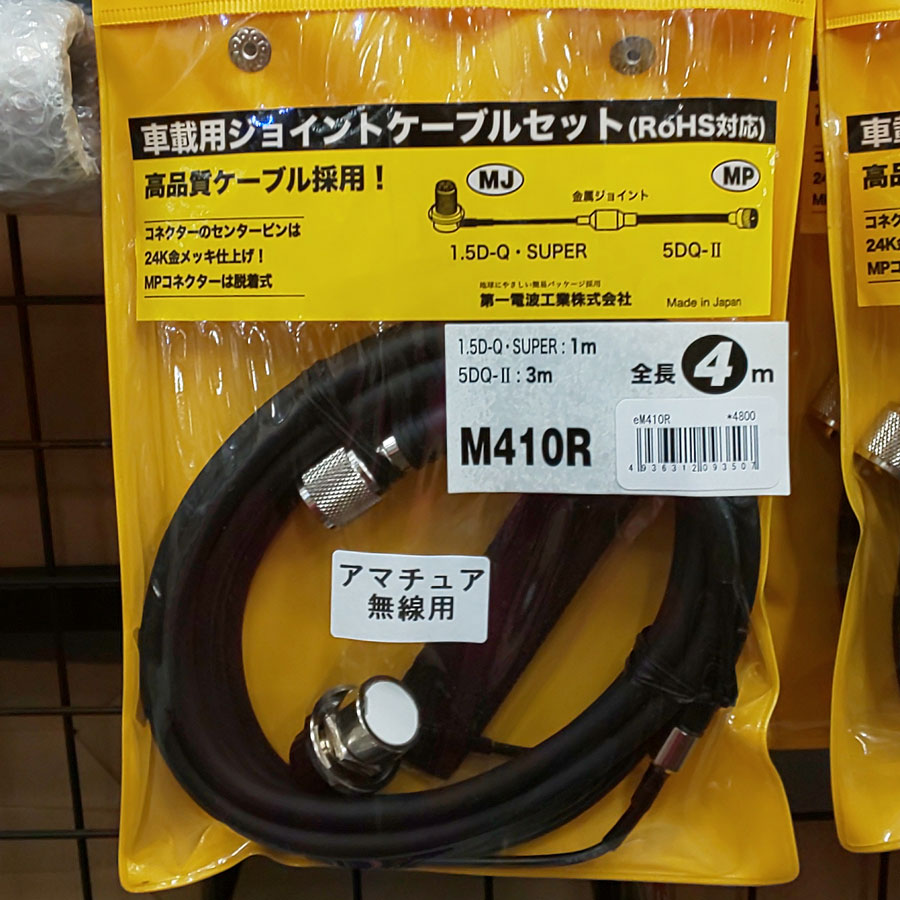 車載用ジョイントケーブルセット(RoHS対応)
高品質ケーブル採用！
コネクターのセンターピンは
24K金メッキ仕上げ！
MPコネクターは脱着式
MJ
MP
金属ジョイント
1.5D-Q・SUPER
5DQ-II
地球にやさしい簡易パッケージ採用
第一電波工業株式会社
Made in Japan
1.5D-Q・SUPER : 1m
5DQ-II : 3m
全長 4 m
M410R
eM410R *4800
4936312093507
アマチュア
無線用
車載
高品
コネク
24K金
MPコ